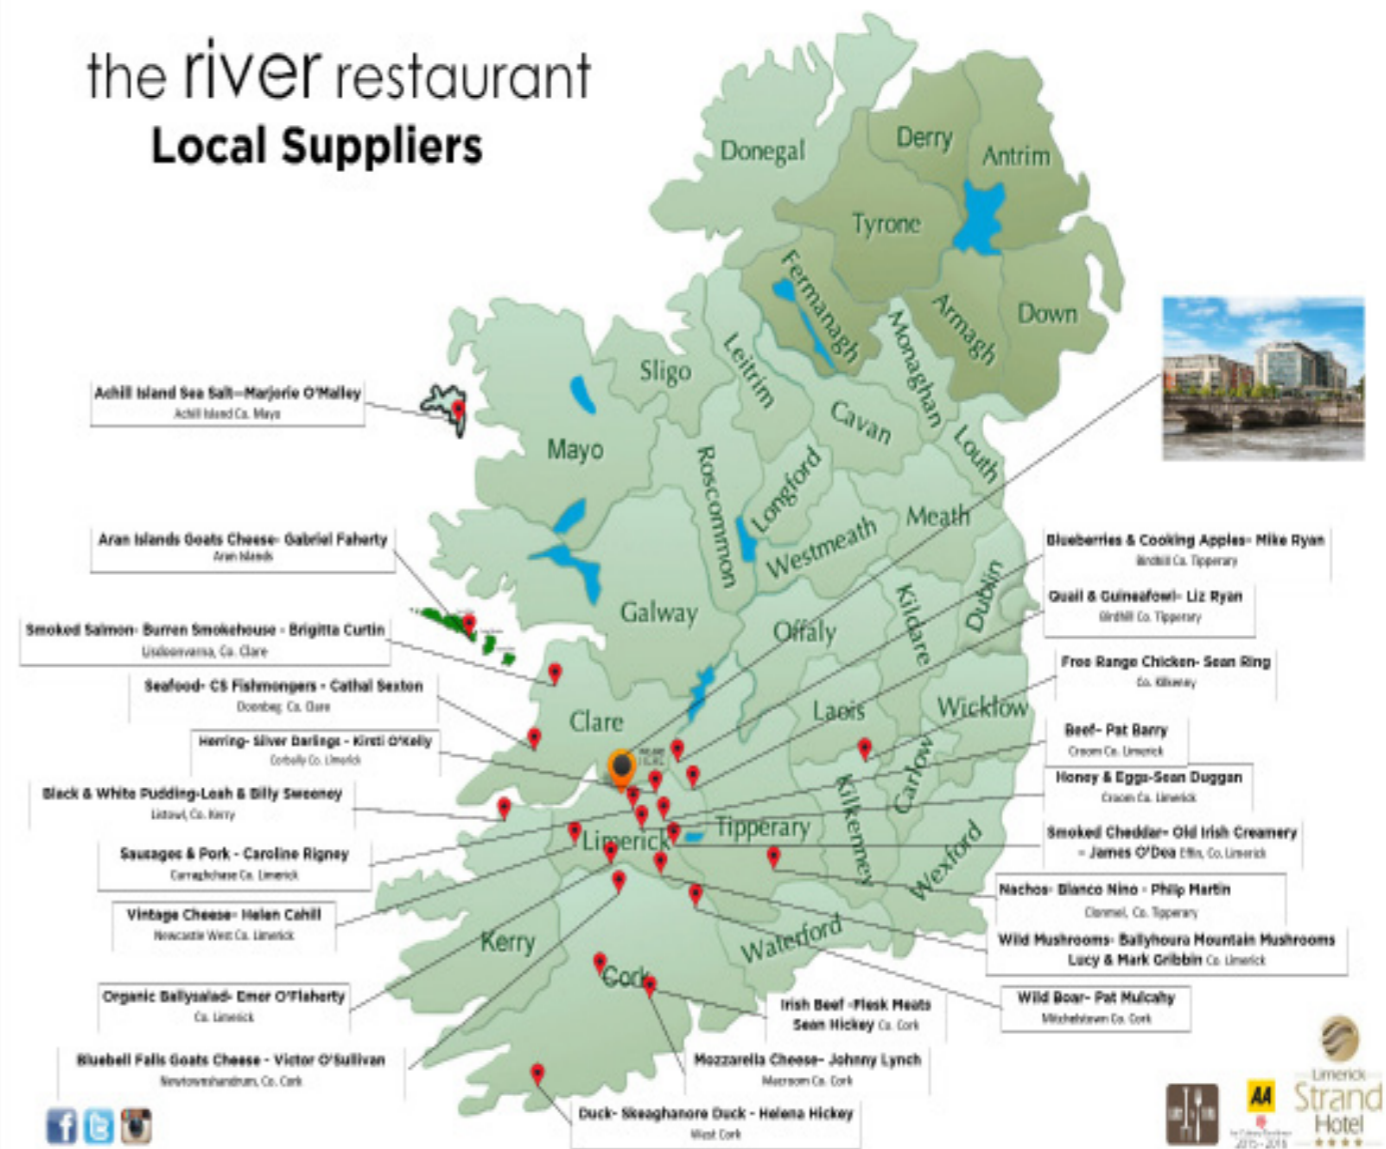 the river restaurant
Local Suppliers
Donegal
Derry
Antrim
Tyrone
Fermanagh
Armagh
Down
Monaghan
Leitrim
Sligo
Cavan
Louth
Mayo
Roscommon
Longford
Meath
Westmeath
Galway
Offaly
Kildare
Dublin
Clare
Laois
Wicklow
Carlow
Kilkenney
Tipperary
Limerick
Wexford
Waterford
Kerry
Cork
Achill Island Sea Salt-Marjorie O'Malley
Achill Island Co. Mayo
Aran Islands Goats Cheese- Gabriel Faherty
Aran Islands
Smoked Salmon- Burren Smokehouse - Brigitta Curtin
Lisdoonvarna, Co. Clare
Seafood- CS Fishmongers - Cathal Sexton
Doonbeg Co. Clare
Herring- Silver Darlings - Kirsti O'Kelly
Corbally Co. Limerick
Black & White Pudding-Leah & Billy Sweeney
Listowl, Co. Kerry
Sausages & Pork - Caroline Rigney
Curraghchase Co. Limerick
Vintage Cheese- Helen Cahill
Newcastle West Co. Limerick
Organic Ballysalad- Emer O'Flaherty
Co. Limerick
Bluebell Falls Goats Cheese - Victor O'Sullivan
Newtownshandrum, Co. Cork
Blueberries & Cooking Apples- Mike Ryan
Birdhill Co. Tipperary
Quail & Guineafowl- Liz Ryan
Birdhill Co. Tipperary
Free Range Chicken- Sean Ring
Co. Kilkenny
Beef- Pat Barry
Croom Co. Limerick
Honey & Eggs-Sean Duggan
Croom Co. Limerick
Smoked Cheddar- Old Irish Creamery
- James O'Dea Effin, Co. Limerick
Nachos- Blanco Nino - Philip Martin
Clonmel, Co. Tipperary
Wild Mushrooms- Ballyhoura Mountain Mushrooms
Lucy & Mark Gribbin Co. Limerick
Wild Boar- Pat Mulcahy
Mitchelstown Co. Cork
Irish Beef -Flesk Meats
Sean Hickey Co. Cork
Mozzarella Cheese- Johnny Lynch
Macroom Co. Cork
Duck- Skeaghanore Duck - Helena Hickey
West Cork
AA
2015 - 2016
Limerick
Strand
Hotel